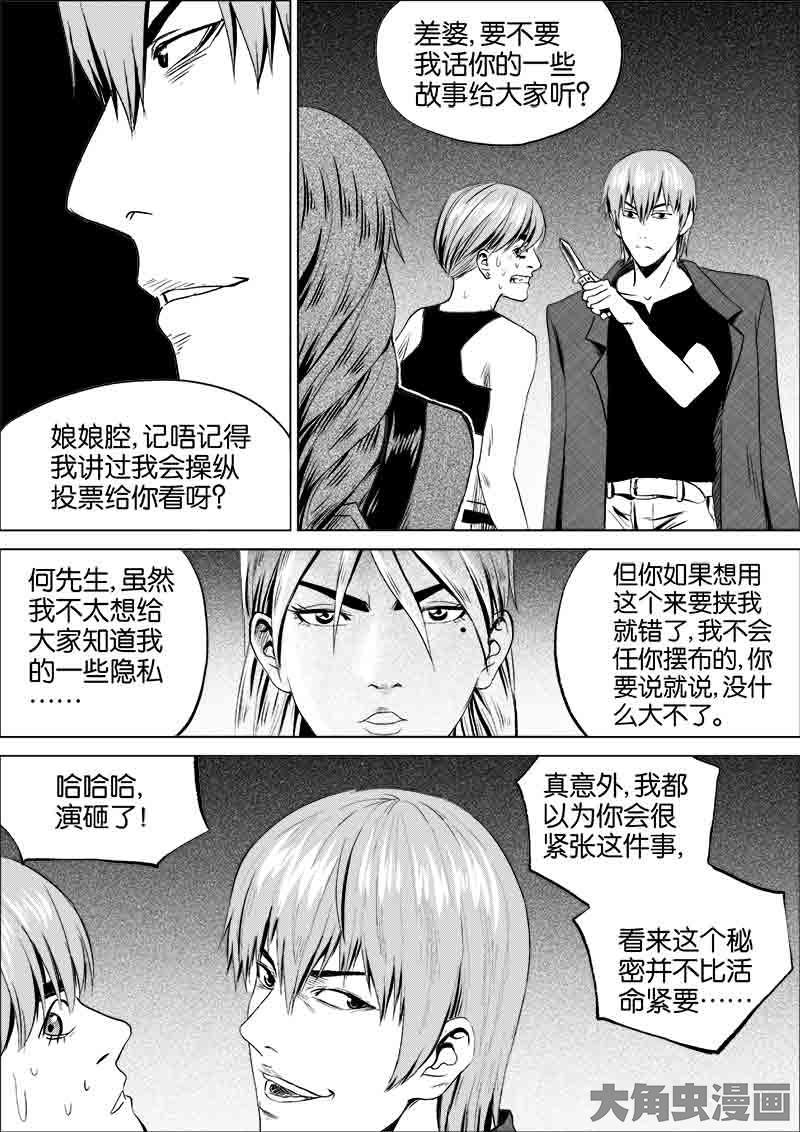 娘娘腔,记唔记得
我讲过我会操纵
投票给你看呀?
差婆,要不要
我话你的一些
故事给大家听?
何先生,虽然
我不太想给
大家知道我
的一些隐私
……
但你如果想用
这个来要挟我
就错了,我不会
任你摆布的,你
要说就说,没什
么大不了。
哈哈哈,
演砸了!
真意外,我都
以为你会很
紧张这件事,
看来这个秘
密并不比活
命紧要……
大角虫漫画